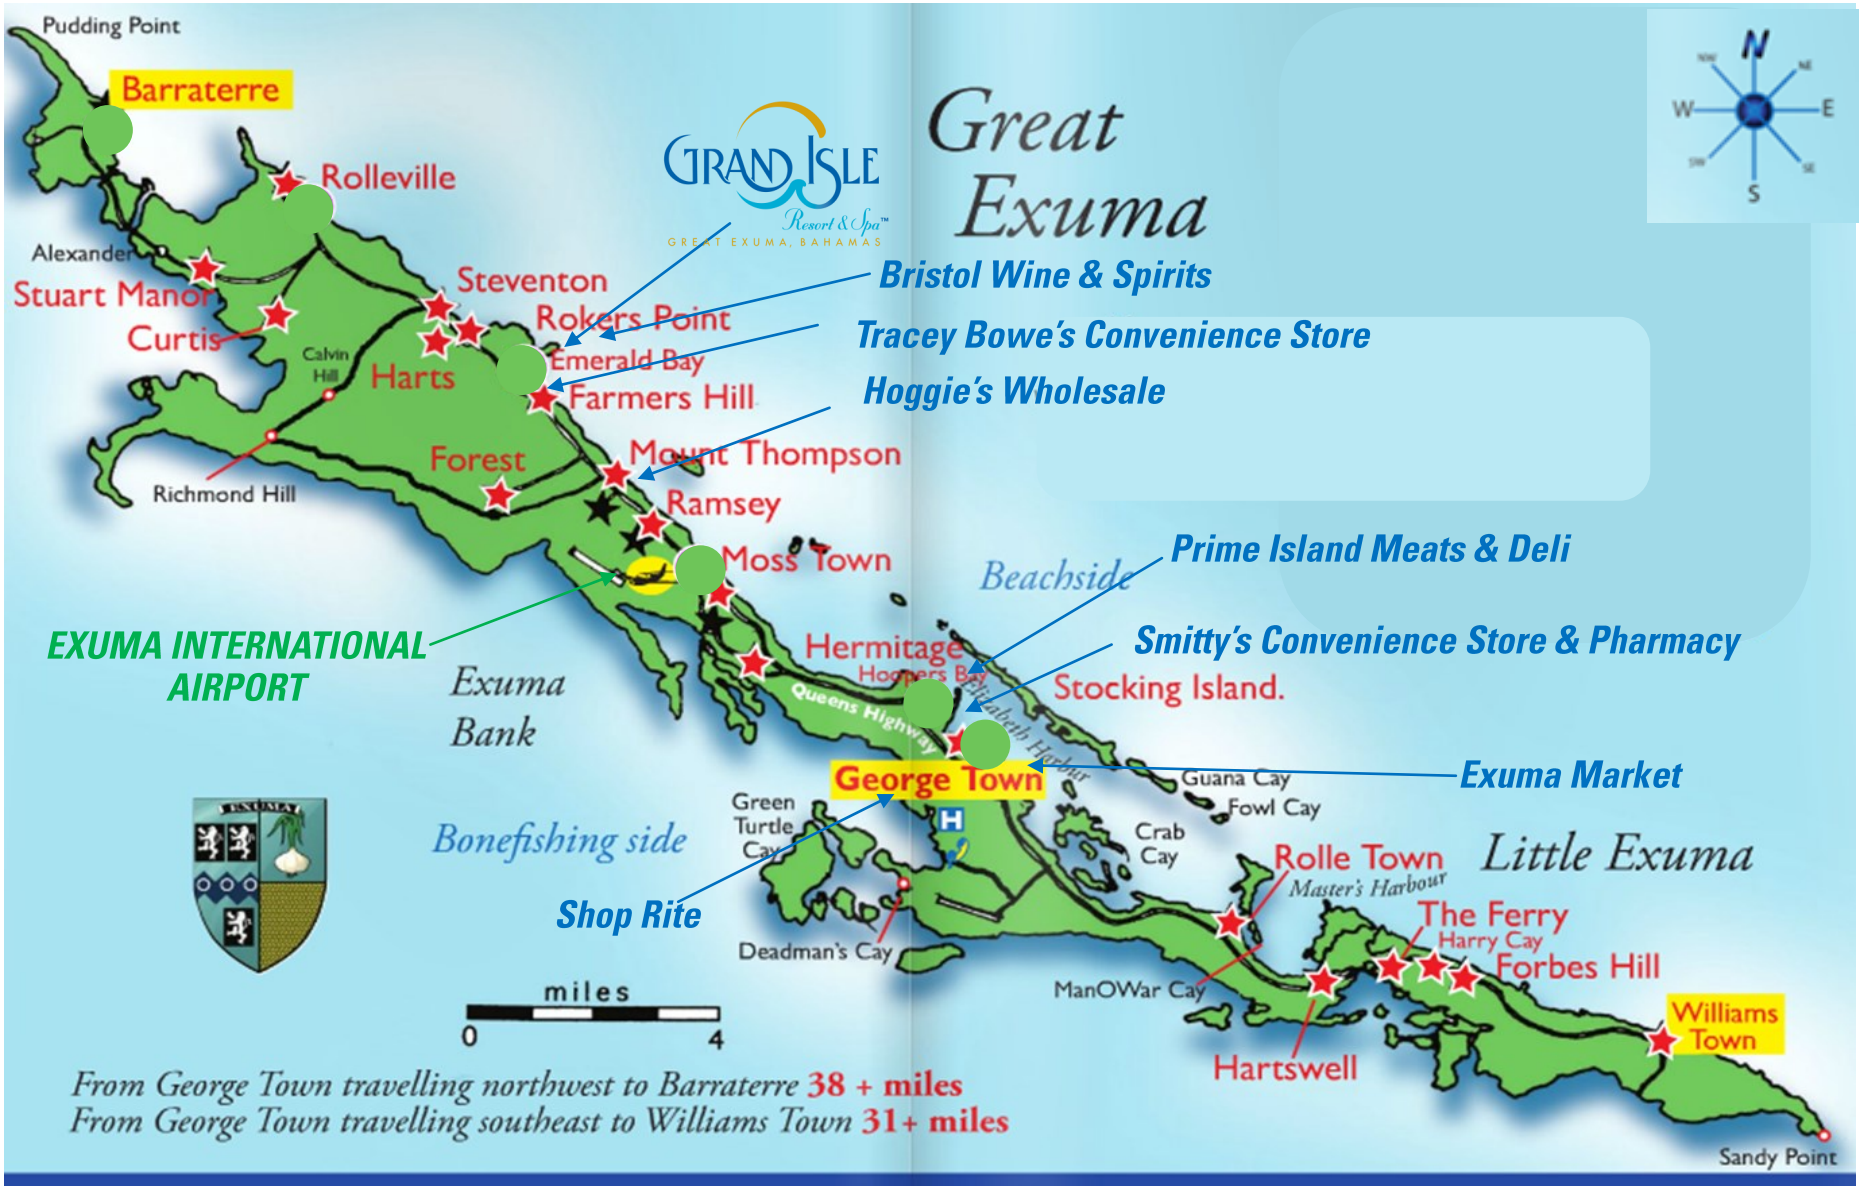 Pudding Point
Barraterre
N
NW
NE
W
E
SW
SE
S
GRAND ISLE
Resort & Spa™
GREAT EXUMA, BAHAMAS
Great
Exuma
Rolleville
Alexander
Stuart Manor
Curtis
Steventon
Rokers Point
Bristol Wine & Spirits
Tracey Bowe's Convenience Store
Calvin
Hill
Harts
Emerald Bay
Farmers Hill
Hoggie's Wholesale
Forest
Mount Thompson
Richmond Hill
Ramsey
Moss Town
Beachside
Prime Island Meats & Deli
EXUMA INTERNATIONAL
AIRPORT
Exuma
Bank
Hermitage
Hoopers Bay
Smitty's Convenience Store & Pharmacy
Stocking Island.
Queens Highway
Elizabeth Harbour
George Town
Exuma Market
Guana Cay
Fowl Cay
EXUMA
Green
Turtle
Cay
H
Bonefishing side
Crab
Cay
Rolle Town
Master's Harbour
Little Exuma
Shop Rite
The Ferry
Harry Cay
Forbes Hill
Deadman's Cay
ManOWar Cay
miles
0
4
Williams
Town
Hartswell
From George Town travelling northwest to Barraterre 38 + miles
From George Town travelling southeast to Williams Town 31+ miles
Sandy Point